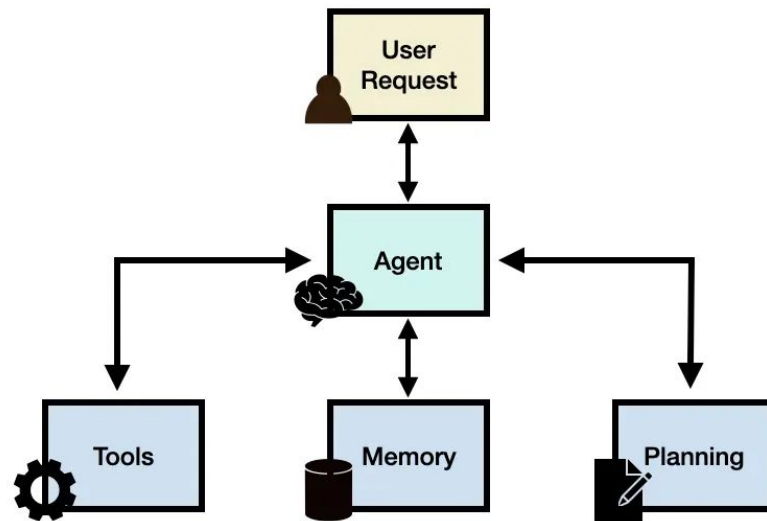 User
Request
Agent
Tools
Memory
Planning